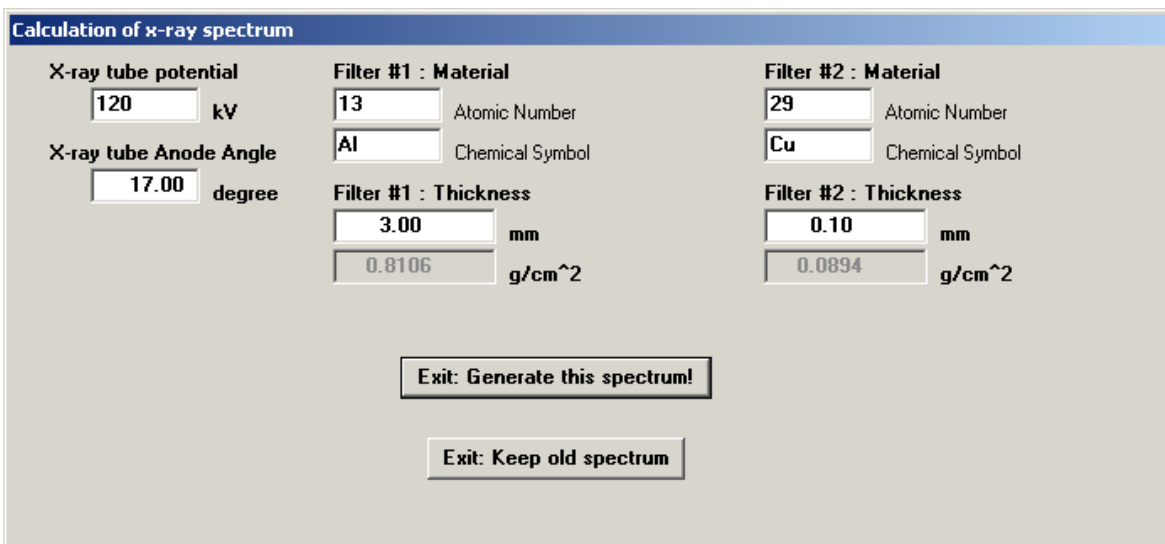 Calculation of x-ray spectrum
X-ray tube potential
120 kV
X-ray tube Anode Angle
17.00 degree
Filter #1 : Material
13 Atomic Number
Al Chemical Symbol
Filter #1 : Thickness
3.00 mm
0.8106 g/cm^2
Filter #2 : Material
29 Atomic Number
Cu Chemical Symbol
Filter #2 : Thickness
0.10 mm
0.0894 g/cm^2
Exit: Generate this spectrum!
Exit: Keep old spectrum